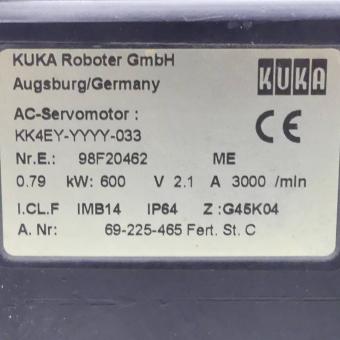 KUKA Roboter GmbH
Augsburg/Germany
KUKA
AC-Servomotor :
KK4EY-YYYY-033
CE
Nr.E.: 98F20462 ME
0.79 kW: 600 V 2.1 A 3000 /min
I.CL.F IMB14 IP64 Z :G45K04
A. Nr: 69-225-465 Fert. St. C